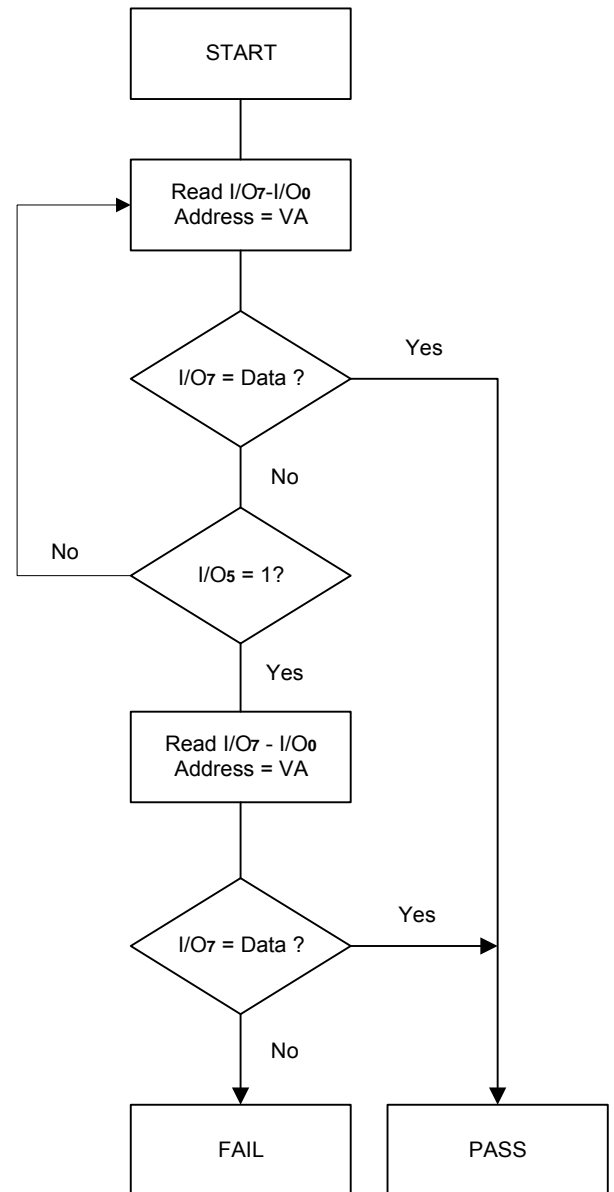 START
Read I/O7-I/O0
Address = VA
I/O7 = Data ?
Yes
No
No
I/O5 = 1?
Yes
Read I/O7 - I/O0
Address = VA
I/O7 = Data ?
Yes
No
FAIL
PASS